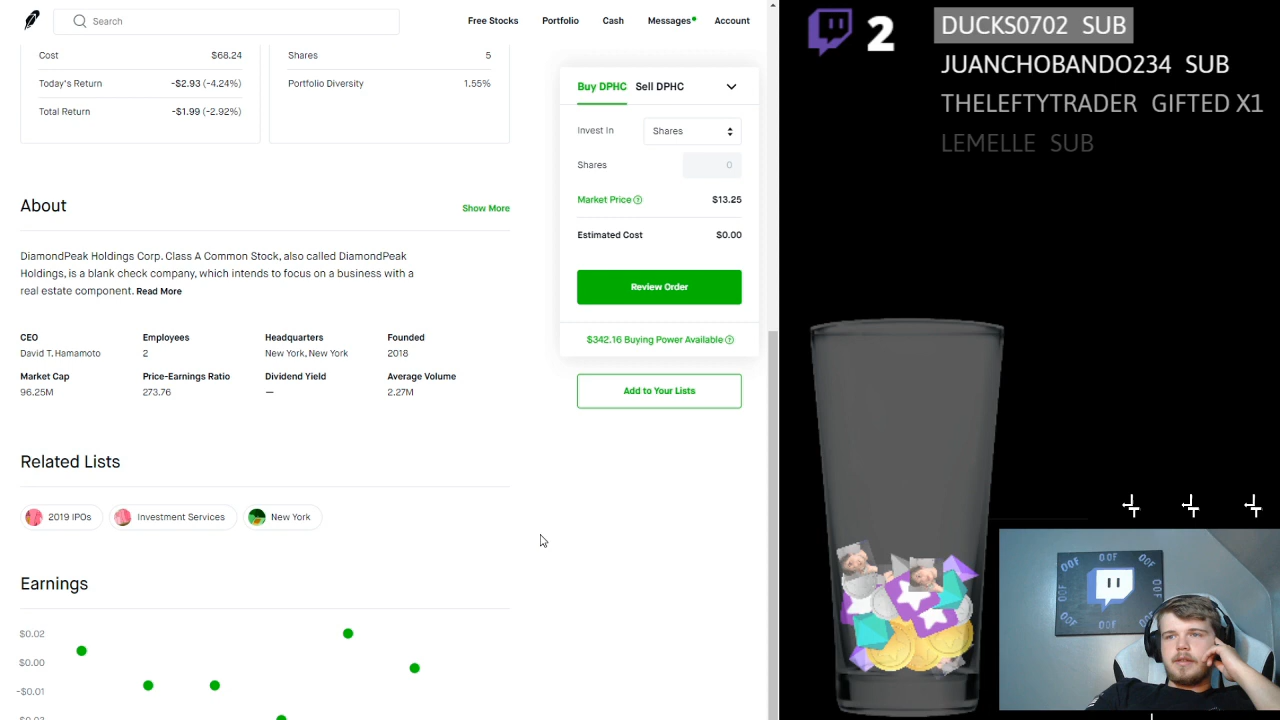 Search
Free Stocks
Portfolio
Cash
Messages
Account
Cost $68.24
Today's Return -$2.93 (-4.24%)
Total Return -$1.99 (-2.92%)
Shares 5
Portfolio Diversity 1.55%
Buy DPHC Sell DPHC
Invest In Shares
Shares 0
Market Price $13.25
Estimated Cost $0.00
Review Order
$342.16 Buying Power Available
Add to Your Lists
About
Show More
DiamondPeak Holdings Corp. Class A Common Stock, also called DiamondPeak
Holdings, is a blank check company, which intends to focus on a business with a
real estate component. Read More
CEO Employees Headquarters Founded
David T. Hamamoto 2 New York, New York 2018
Market Cap Price-Earnings Ratio Dividend Yield Average Volume
96.25M 273.76 — 2.27M
Related Lists
2019 IPOs
Investment Services
New York
Earnings
$0.02
$0.00
-$0.01
2
DUCKS0702 SUB
JUANCHOBANDO234 SUB
THELEFTYTRADER GIFTED X1
LEMELLE SUB
OOF OOF OOF
OOF OOF
OOF OOF
OOF